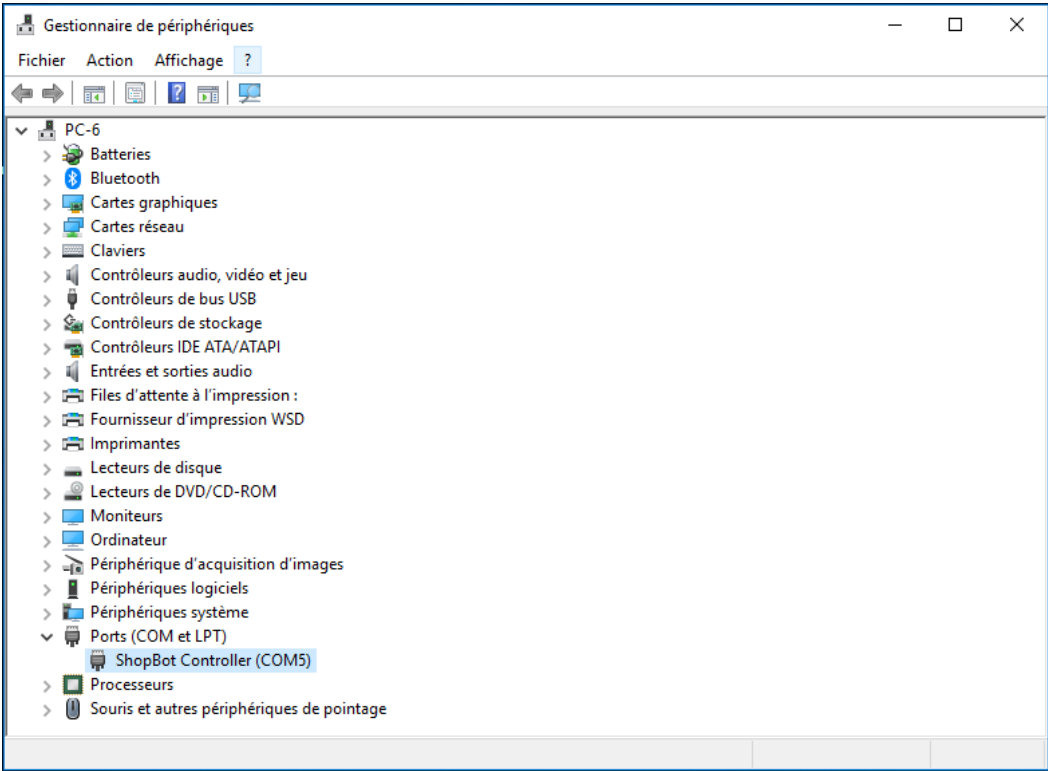 Gestionnaire de périphériques
Fichier Action Affichage ?
PC-6
Batteries
Bluetooth
Cartes graphiques
Cartes réseau
Claviers
Contrôleurs audio, vidéo et jeu
Contrôleurs de bus USB
Contrôleurs de stockage
Contrôleurs IDE ATA/ATAPI
Entrées et sorties audio
Files d'attente à l'impression :
Fournisseur d'impression WSD
Imprimantes
Lecteurs de disque
Lecteurs de DVD/CD-ROM
Moniteurs
Ordinateur
Périphérique d'acquisition d'images
Périphériques logiciels
Périphériques système
Ports (COM et LPT)
ShopBot Controller (COM5)
Processeurs
Souris et autres périphériques de pointage